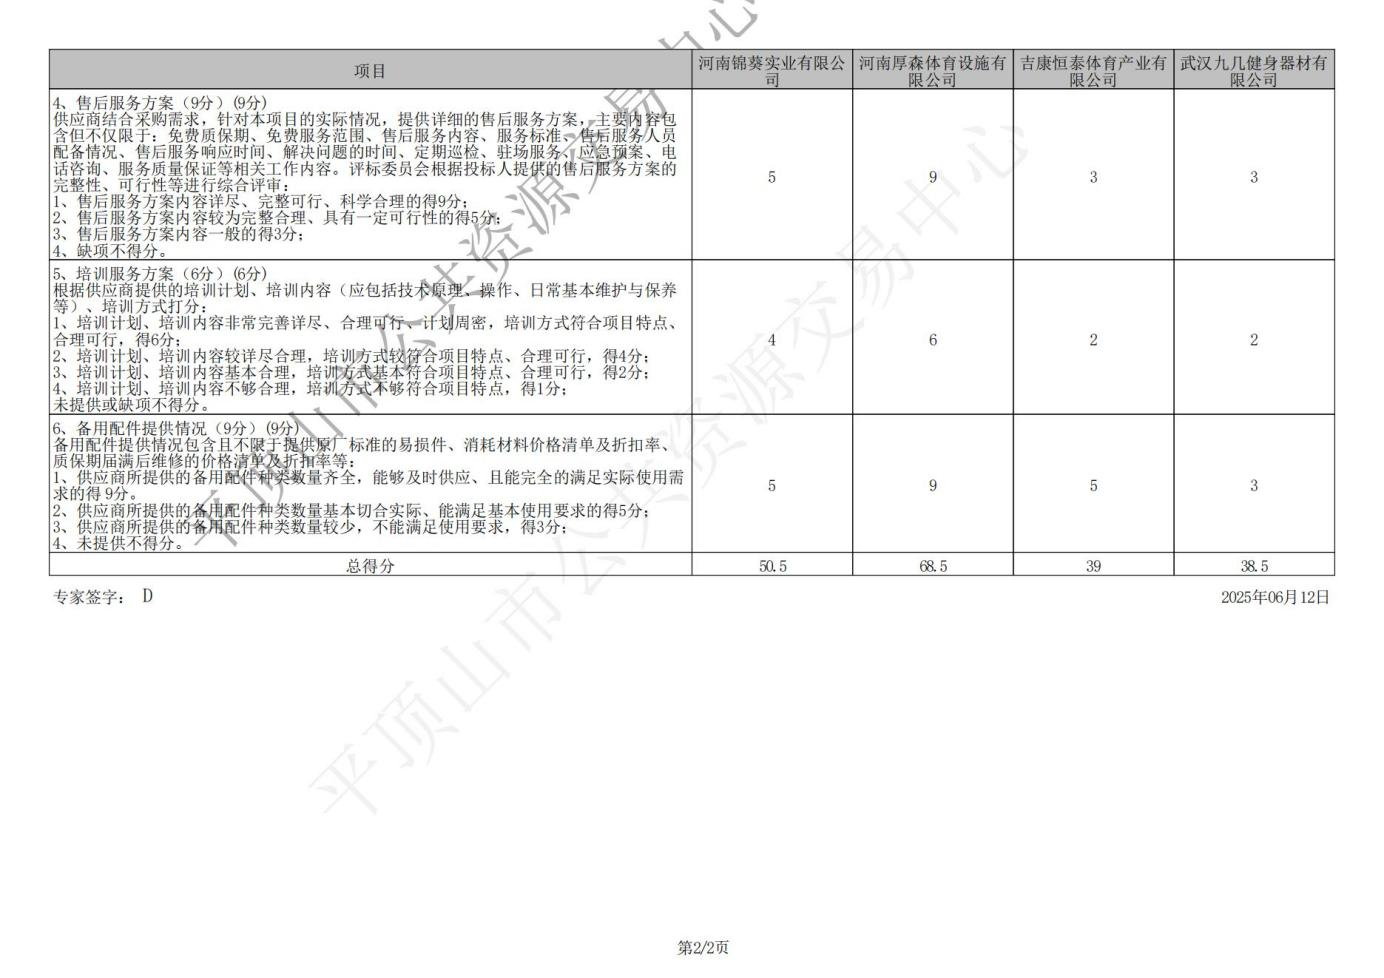 项目
河南锦葵实业有限公
司
河南厚森体育设施有
限公司
吉康恒泰体育产业有
限公司
武汉九几健身器材有
限公司
4、售后服务方案（9分）(9分)
供应商结合采购需求，针对本项目的实际情况，提供详细的售后服务方案，主要内容包
含但不仅限于：免费质保期、免费服务范围、售后服务内容、服务标准、售后服务人员
配备情况、售后服务响应时间、解决问题的时间、定期巡检、驻场服务、应急预案、电
话咨询、服务质量保证等相关工作内容。评标委员会根据投标人提供的售后服务方案的
完整性、可行性等进行综合评审：
1、售后服务方案内容详尽、完整可行、科学合理的得9分；
2、售后服务方案内容较为完整合理、具有一定可行性的得5分；
3、售后服务方案内容一般的得3分；
4、缺项不得分。
5
9
3
3
5、培训服务方案（6分）(6分)
根据供应商提供的培训计划、培训内容（应包括技术原理、操作、日常基本维护与保养
等）、培训方式打分：
1、培训计划、培训内容非常完善详尽、合理可行、计划周密，培训方式符合项目特点、
合理可行，得6分；
2、培训计划、培训内容较详尽合理，培训方式较符合项目特点、合理可行，得4分；
3、培训计划、培训内容基本合理，培训方式基本符合项目特点、合理可行，得2分；
4、培训计划、培训内容不够合理，培训方式不够符合项目特点，得1分；
未提供或缺项不得分。
4
6
2
2
6、备用配件提供情况（9分）(9分)
备用配件提供情况包含且不限于提供原厂标准的易损件、消耗材料价格清单及折扣率、
质保期届满后维修的价格清单及折扣率等：
1、供应商所提供的备用配件种类数量齐全，能够及时供应、且能完全的满足实际使用需
求的得 9分。
2、供应商所提供的备用配件种类数量基本切合实际、能满足基本使用要求的得5分；
3、供应商所提供的备用配件种类数量较少，不能满足使用要求，得3分；
4、未提供不得分。
5
9
5
3
总得分
50.5
68.5
39
38.5
专家签字： D
2025年06月12日
平顶山市公共资源交易中心
平顶山市公共资源交易中心
第2/2页